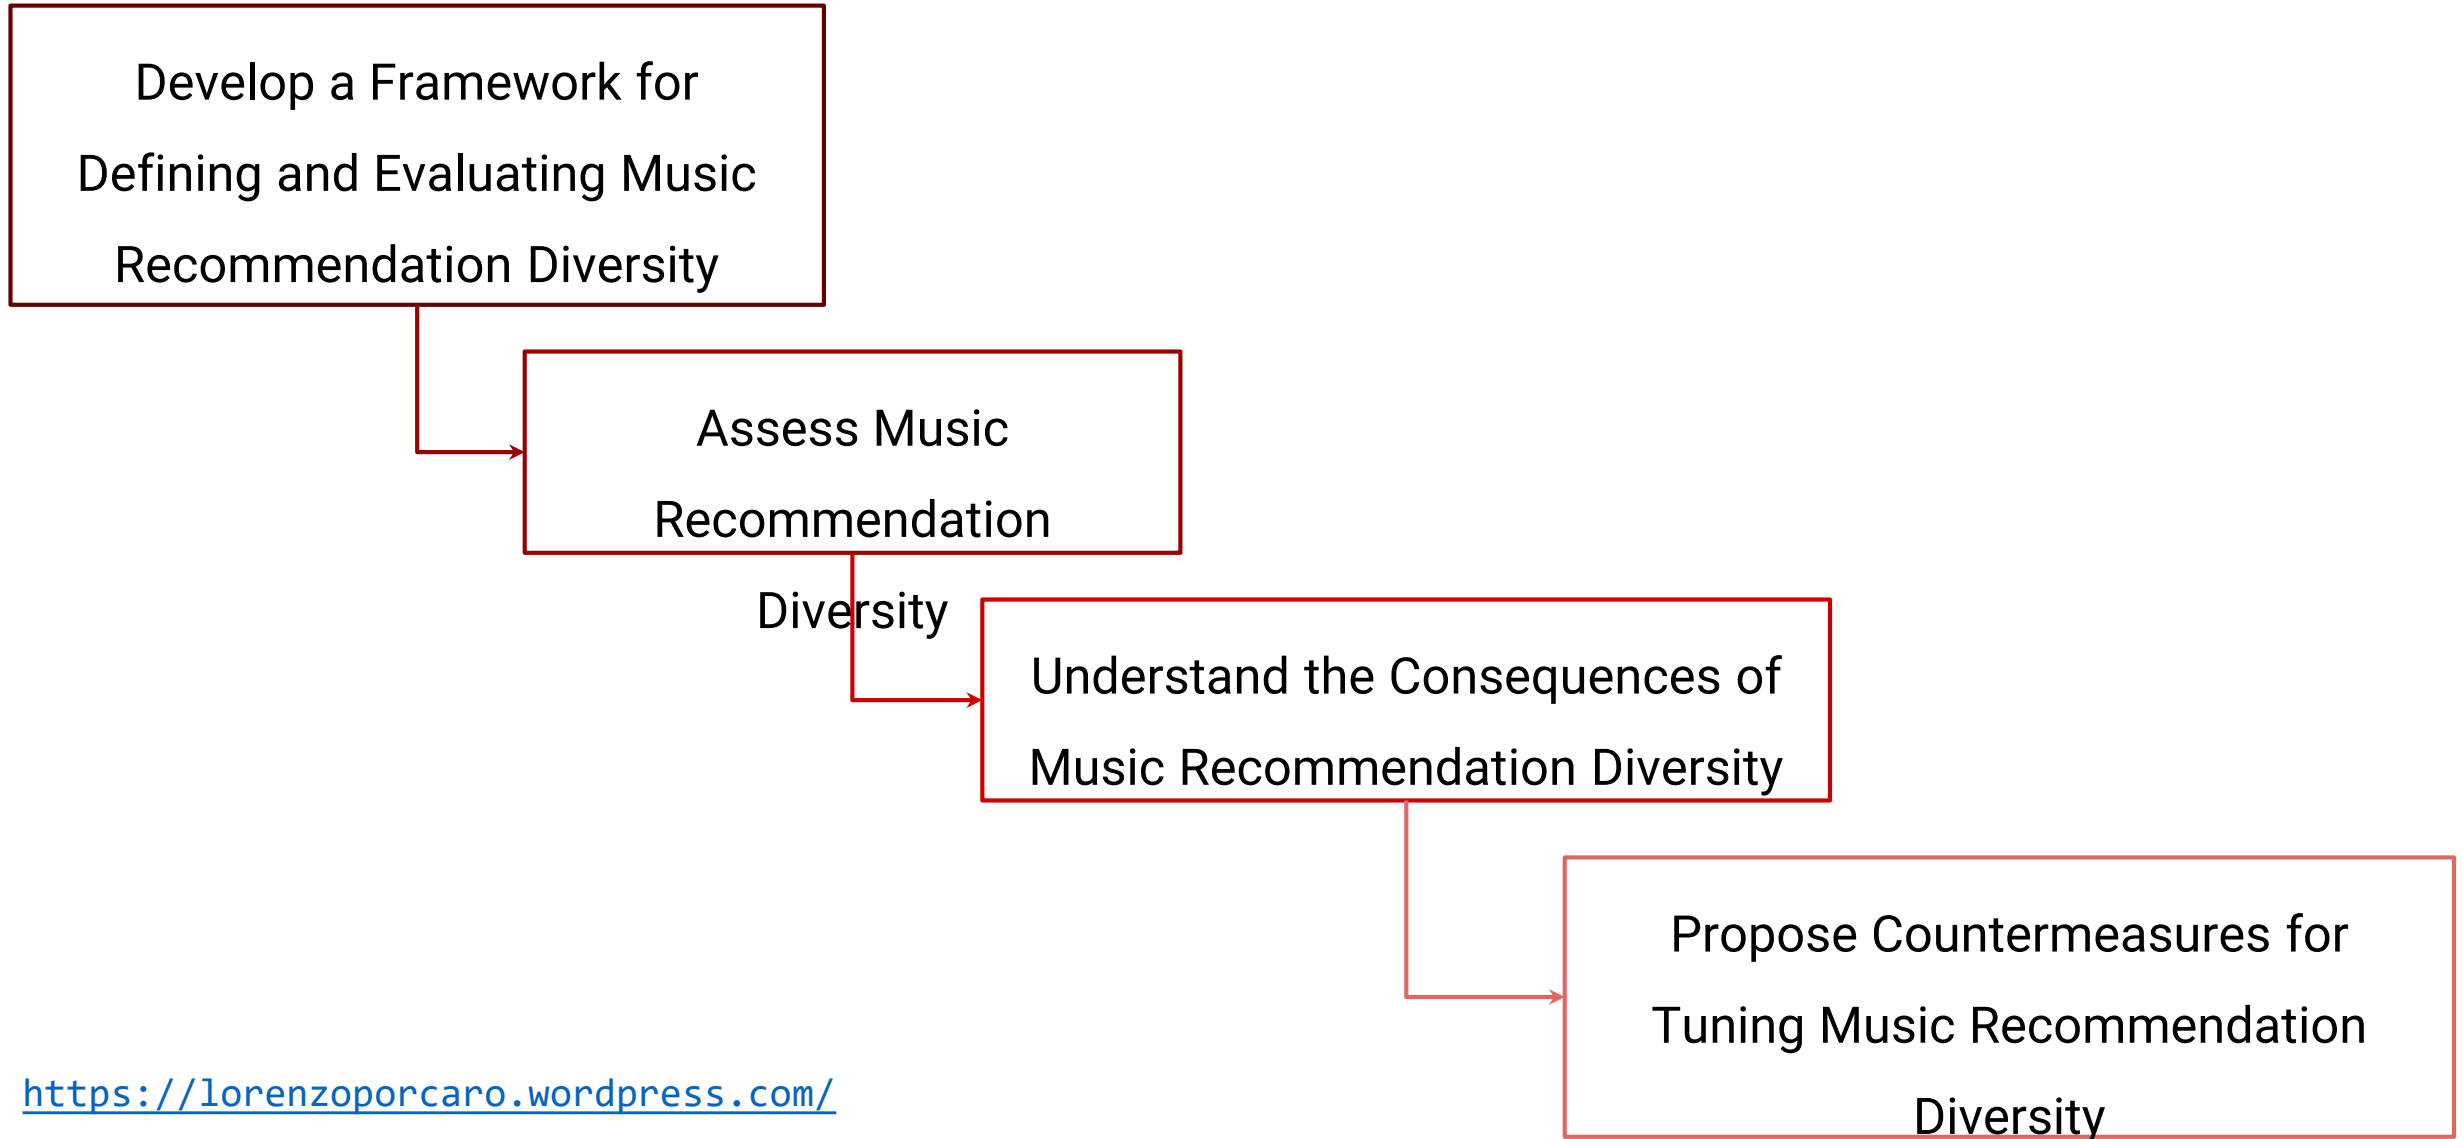 Develop a Framework for
Defining and Evaluating Music
Recommendation Diversity
Assess Music
Recommendation
Diversity
Understand the Consequences of
Music Recommendation Diversity
Propose Countermeasures for
Tuning Music Recommendation
Diversity
https://lorenzoporcaro.wordpress.com/